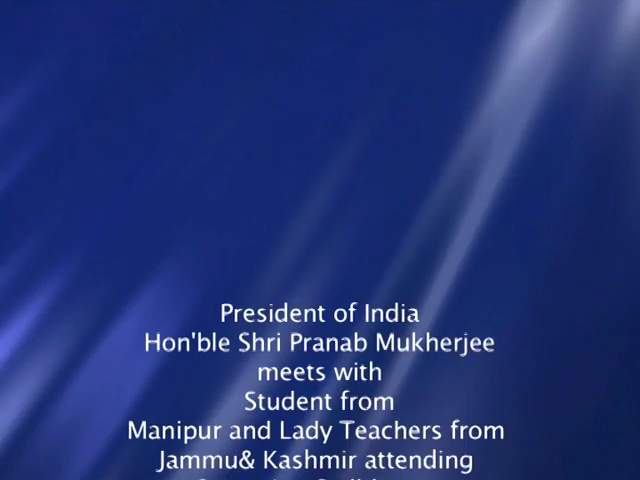 President of India
Hon'ble Shri Pranab Mukherjee
meets with
Student from
Manipur and Lady Teachers from
Jammu& Kashmir attending